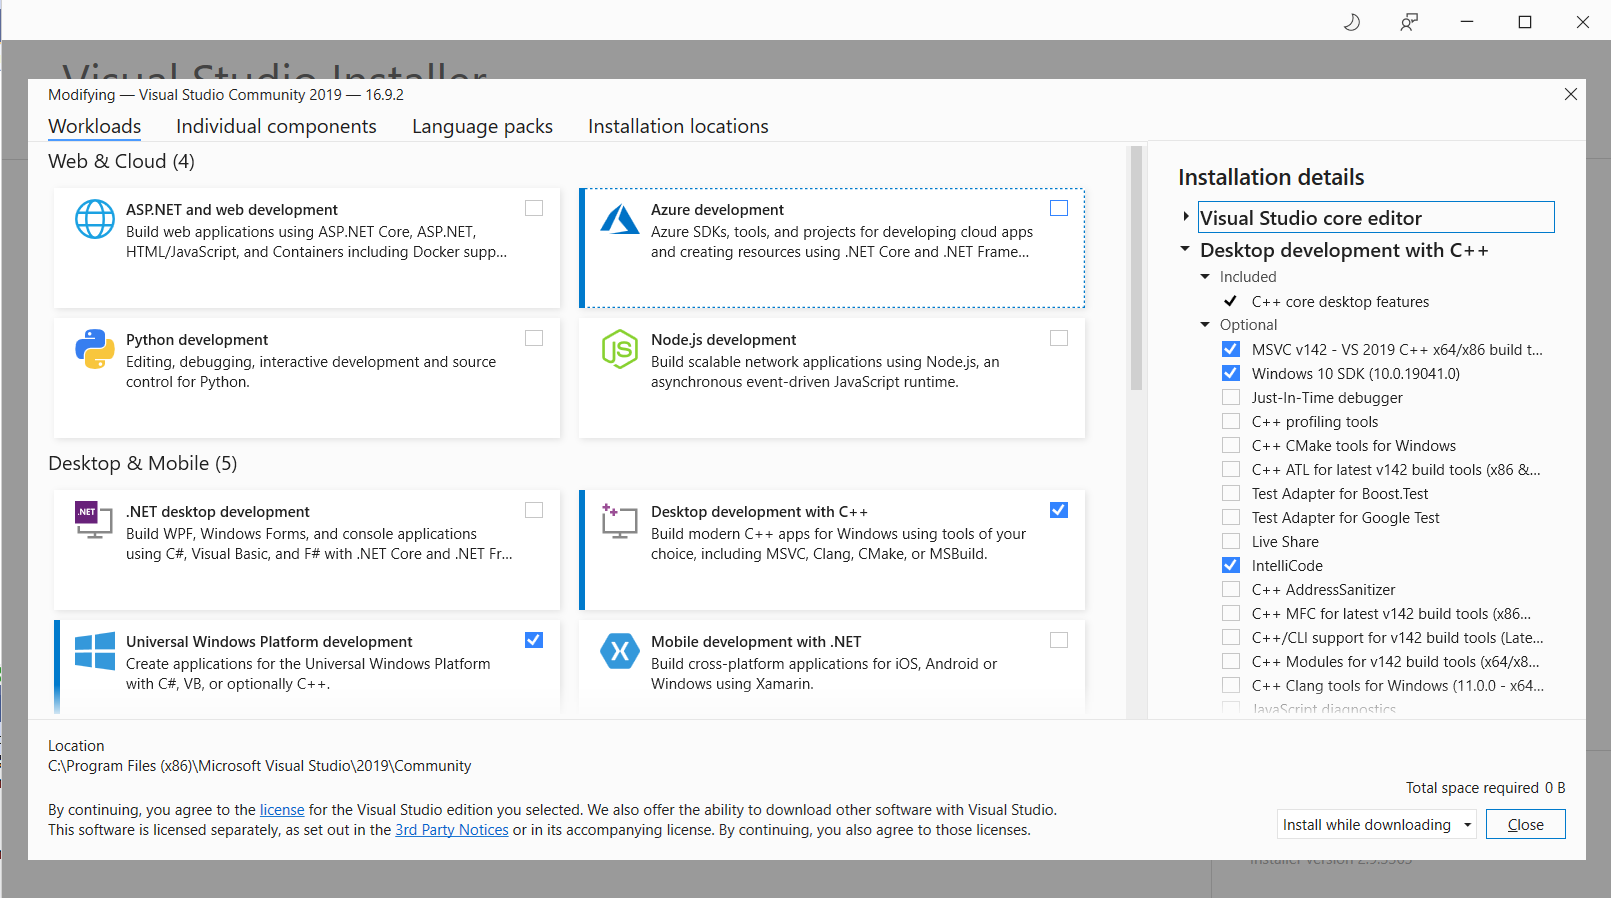 Visual Studio Installer
Modifying — Visual Studio Community 2019 — 16.9.2
Workloads
Individual components
Language packs
Installation locations
Web & Cloud (4)
ASP.NET and web development
Build web applications using ASP.NET Core, ASP.NET,
HTML/JavaScript, and Containers including Docker supp...
Azure development
Azure SDKs, tools, and projects for developing cloud apps
and creating resources using .NET Core and .NET Frame...
Python development
Editing, debugging, interactive development and source
control for Python.
JS
Node.js development
Build scalable network applications using Node.js, an
asynchronous event-driven JavaScript runtime.
Desktop & Mobile (5)
.NET
.NET desktop development
Build WPF, Windows Forms, and console applications
using C#, Visual Basic, and F# with .NET Core and .NET Fr...
Desktop development with C++
Build modern C++ apps for Windows using tools of your
choice, including MSVC, Clang, CMake, or MSBuild.
Universal Windows Platform development
Create applications for the Universal Windows Platform
with C#, VB, or optionally C++.
Mobile development with .NET
Build cross-platform applications for iOS, Android or
Windows using Xamarin.
Installation details
Visual Studio core editor
Desktop development with C++
Included
C++ core desktop features
Optional
MSVC v142 - VS 2019 C++ x64/x86 build t...
Windows 10 SDK (10.0.19041.0)
Just-In-Time debugger
C++ profiling tools
C++ CMake tools for Windows
C++ ATL for latest v142 build tools (x86 &...
Test Adapter for Boost.Test
Test Adapter for Google Test
Live Share
IntelliCode
C++ AddressSanitizer
C++ MFC for latest v142 build tools (x86...
C++/CLI support for v142 build tools (Late...
C++ Modules for v142 build tools (x64/x8...
C++ Clang tools for Windows (11.0.0 - x64...
JavaScript diagnostics
Location
C:\Program Files (x86)\Microsoft Visual Studio\2019\Community
By continuing, you agree to the license for the Visual Studio edition you selected. We also offer the ability to download other software with Visual Studio.
This software is licensed separately, as set out in the 3rd Party Notices or in its accompanying license. By continuing, you also agree to those licenses.
Total space required 0 B
Install while downloading
Close
Installer version